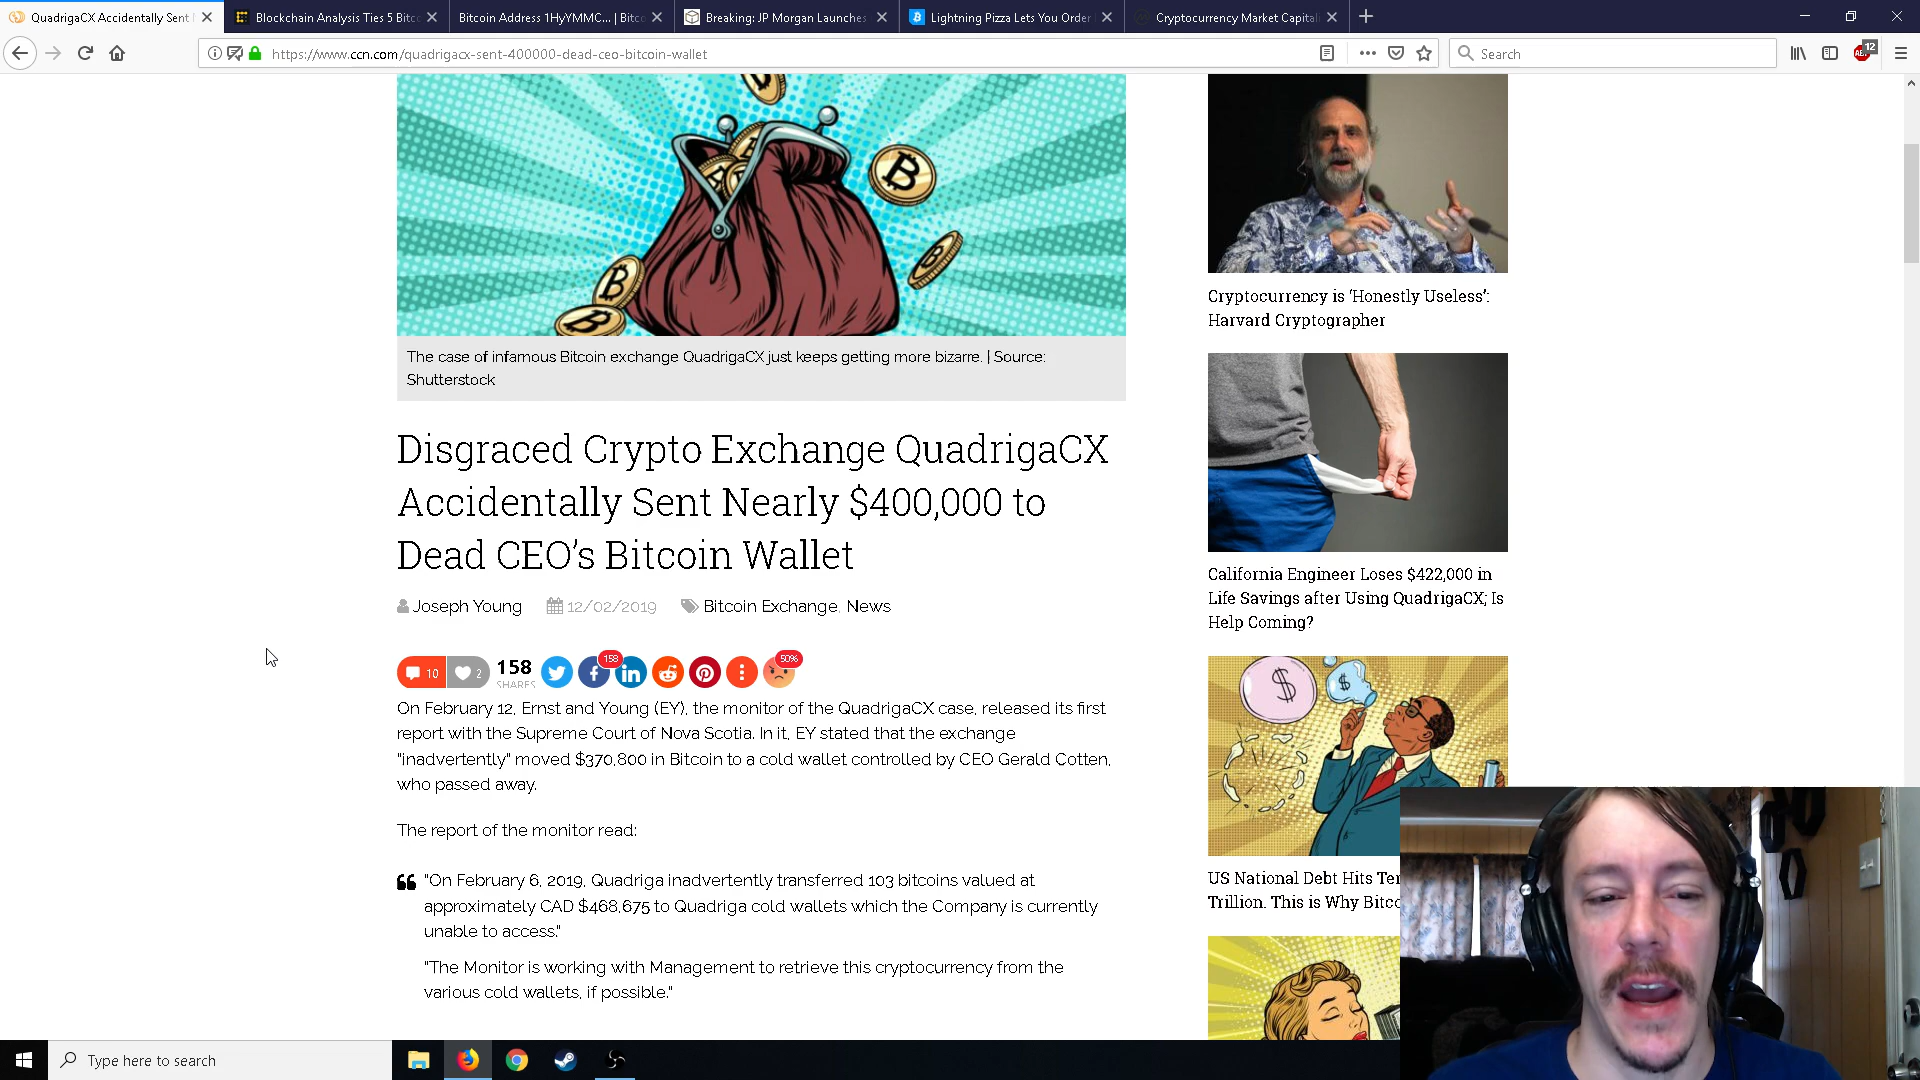 QuadrigaCX Accidentally Sent
Blockchain Analysis Ties 5 Bitco
Bitcoin Address 1HyYMMC... | Bitco
Breaking: JP Morgan Launches
Lightning Pizza Lets You Order
Cryptocurrency Market Capitali
https://www.ccn.com/quadrigacx-sent-400000-dead-ceo-bitcoin-wallet
Search
12
The case of infamous Bitcoin exchange QuadrigaCX just keeps getting more bizarre. | Source:
Shutterstock
Disgraced Crypto Exchange QuadrigaCX
Accidentally Sent Nearly $400,000 to
Dead CEO’s Bitcoin Wallet
Joseph Young 12/02/2019 Bitcoin Exchange, News
10 2 158 158 50%
SHARES
On February 12, Ernst and Young (EY), the monitor of the QuadrigaCX case, released its first
report with the Supreme Court of Nova Scotia. In it, EY stated that the exchange
"inadvertently" moved $370,800 in Bitcoin to a cold wallet controlled by CEO Gerald Cotten,
who passed away.
The report of the monitor read:
"On February 6, 2019, Quadriga inadvertently transferred 103 bitcoins valued at
approximately CAD $468,675 to Quadriga cold wallets which the Company is currently
unable to access."
"The Monitor is working with Management to retrieve this cryptocurrency from the
various cold wallets, if possible."
Cryptocurrency is ‘Honestly Useless’:
Harvard Cryptographer
California Engineer Loses $422,000 in
Life Savings after Using QuadrigaCX; Is
Help Coming?
US National Debt Hits
Trillion. This is Why
Type here to search